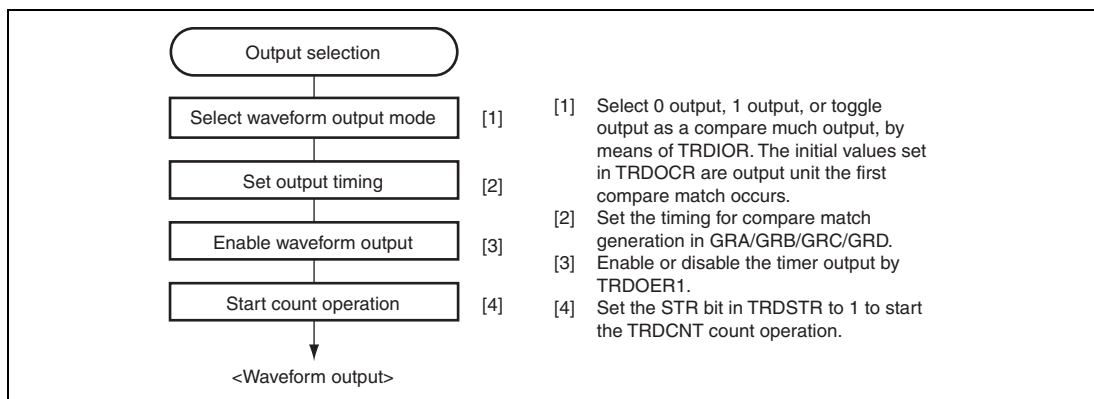 Output selection
Select waveform output mode [1]
Set output timing [2]
Enable waveform output [3]
Start count operation [4]
<Waveform output>
[1] Select 0 output, 1 output, or toggle
output as a compare much output, by
means of TRDIOR. The initial values set
in TRDOCR are output unit the first
compare match occurs.
[2] Set the timing for compare match
generation in GRA/GRB/GRC/GRD.
[3] Enable or disable the timer output by
TRDOER1.
[4] Set the STR bit in TRDSTR to 1 to start
the TRDCNT count operation.